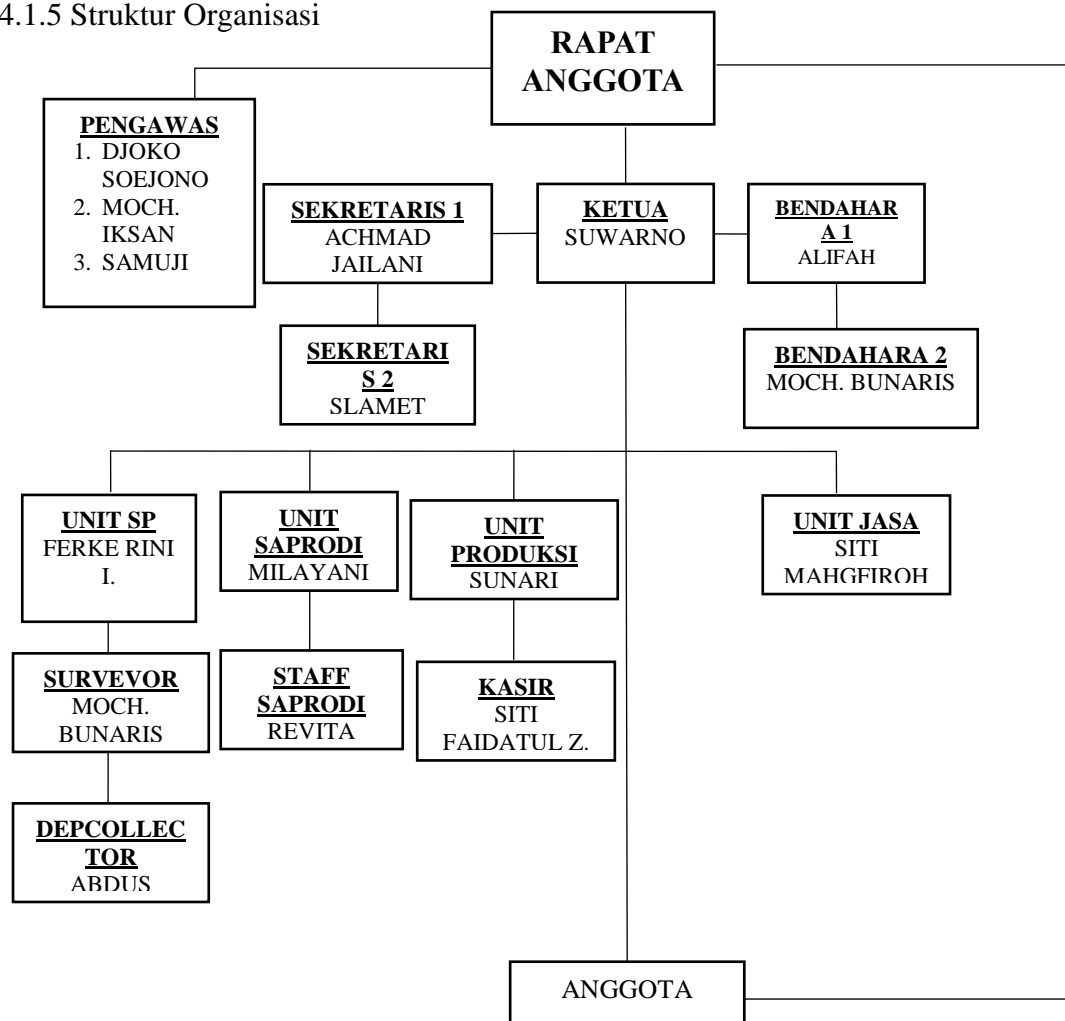 4.1.5 Struktur Organisasi
RAPAT
ANGGOTA
PENGAWAS
1. DJOKO
SOEJONO
2. MOCH.
IKSAN
3. SAMUJI
SEKRETARIS 1
ACHMAD
JAILANI
KETUA
SUWARNO
BENDAHAR
A 1
ALIFAH
SEKRETARI
S 2
SLAMET
BENDAHARA 2
MOCH. BUNARIS
UNIT SP
FERKE RINI
I.
UNIT
SAPRODI
MILAYANI
UNIT
PRODUKSI
SUNARI
UNIT JASA
SITI
MAHGFIROH
SURVEVOR
MOCH.
BUNARIS
STAFF
SAPRODI
REVITA
KASIR
SITI
FAIDATUL Z.
DEPCOLLEC
TOR
ABDUS
ANGGOTA